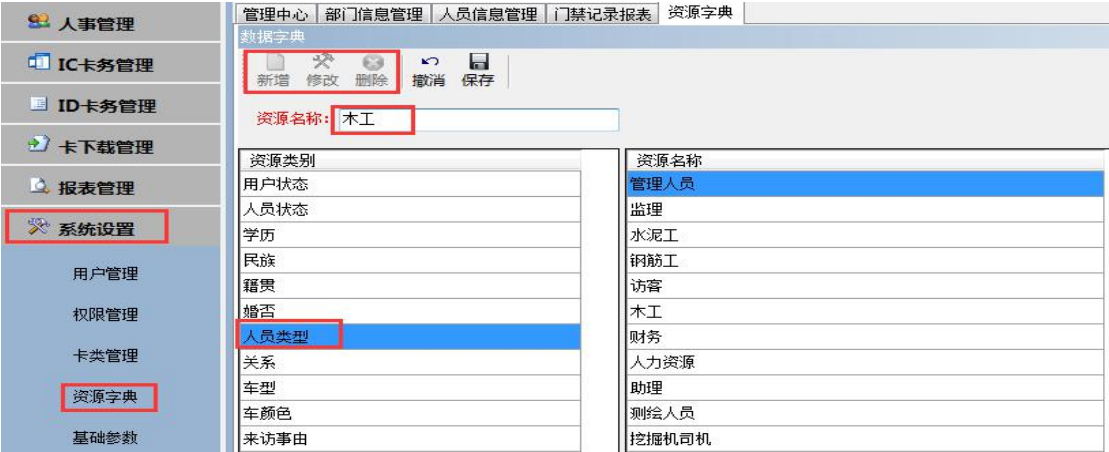 人事管理
IC卡务管理
ID卡务管理
卡下载管理
报表管理
系统设置
用户管理
权限管理
卡类管理
资源字典
基础参数
管理中心 部门信息管理 人员信息管理 门禁记录报表 资源字典
数据字典
新增 修改 删除 撤消 保存
资源名称: 木工
资源类别
用户状态
人员状态
学历
民族
籍贯
婚否
人员类型
关系
车型
车颜色
来访事由
资源名称
管理人员
监理
水泥工
钢筋工
访客
木工
财务
人力资源
助理
测绘人员
挖掘机司机